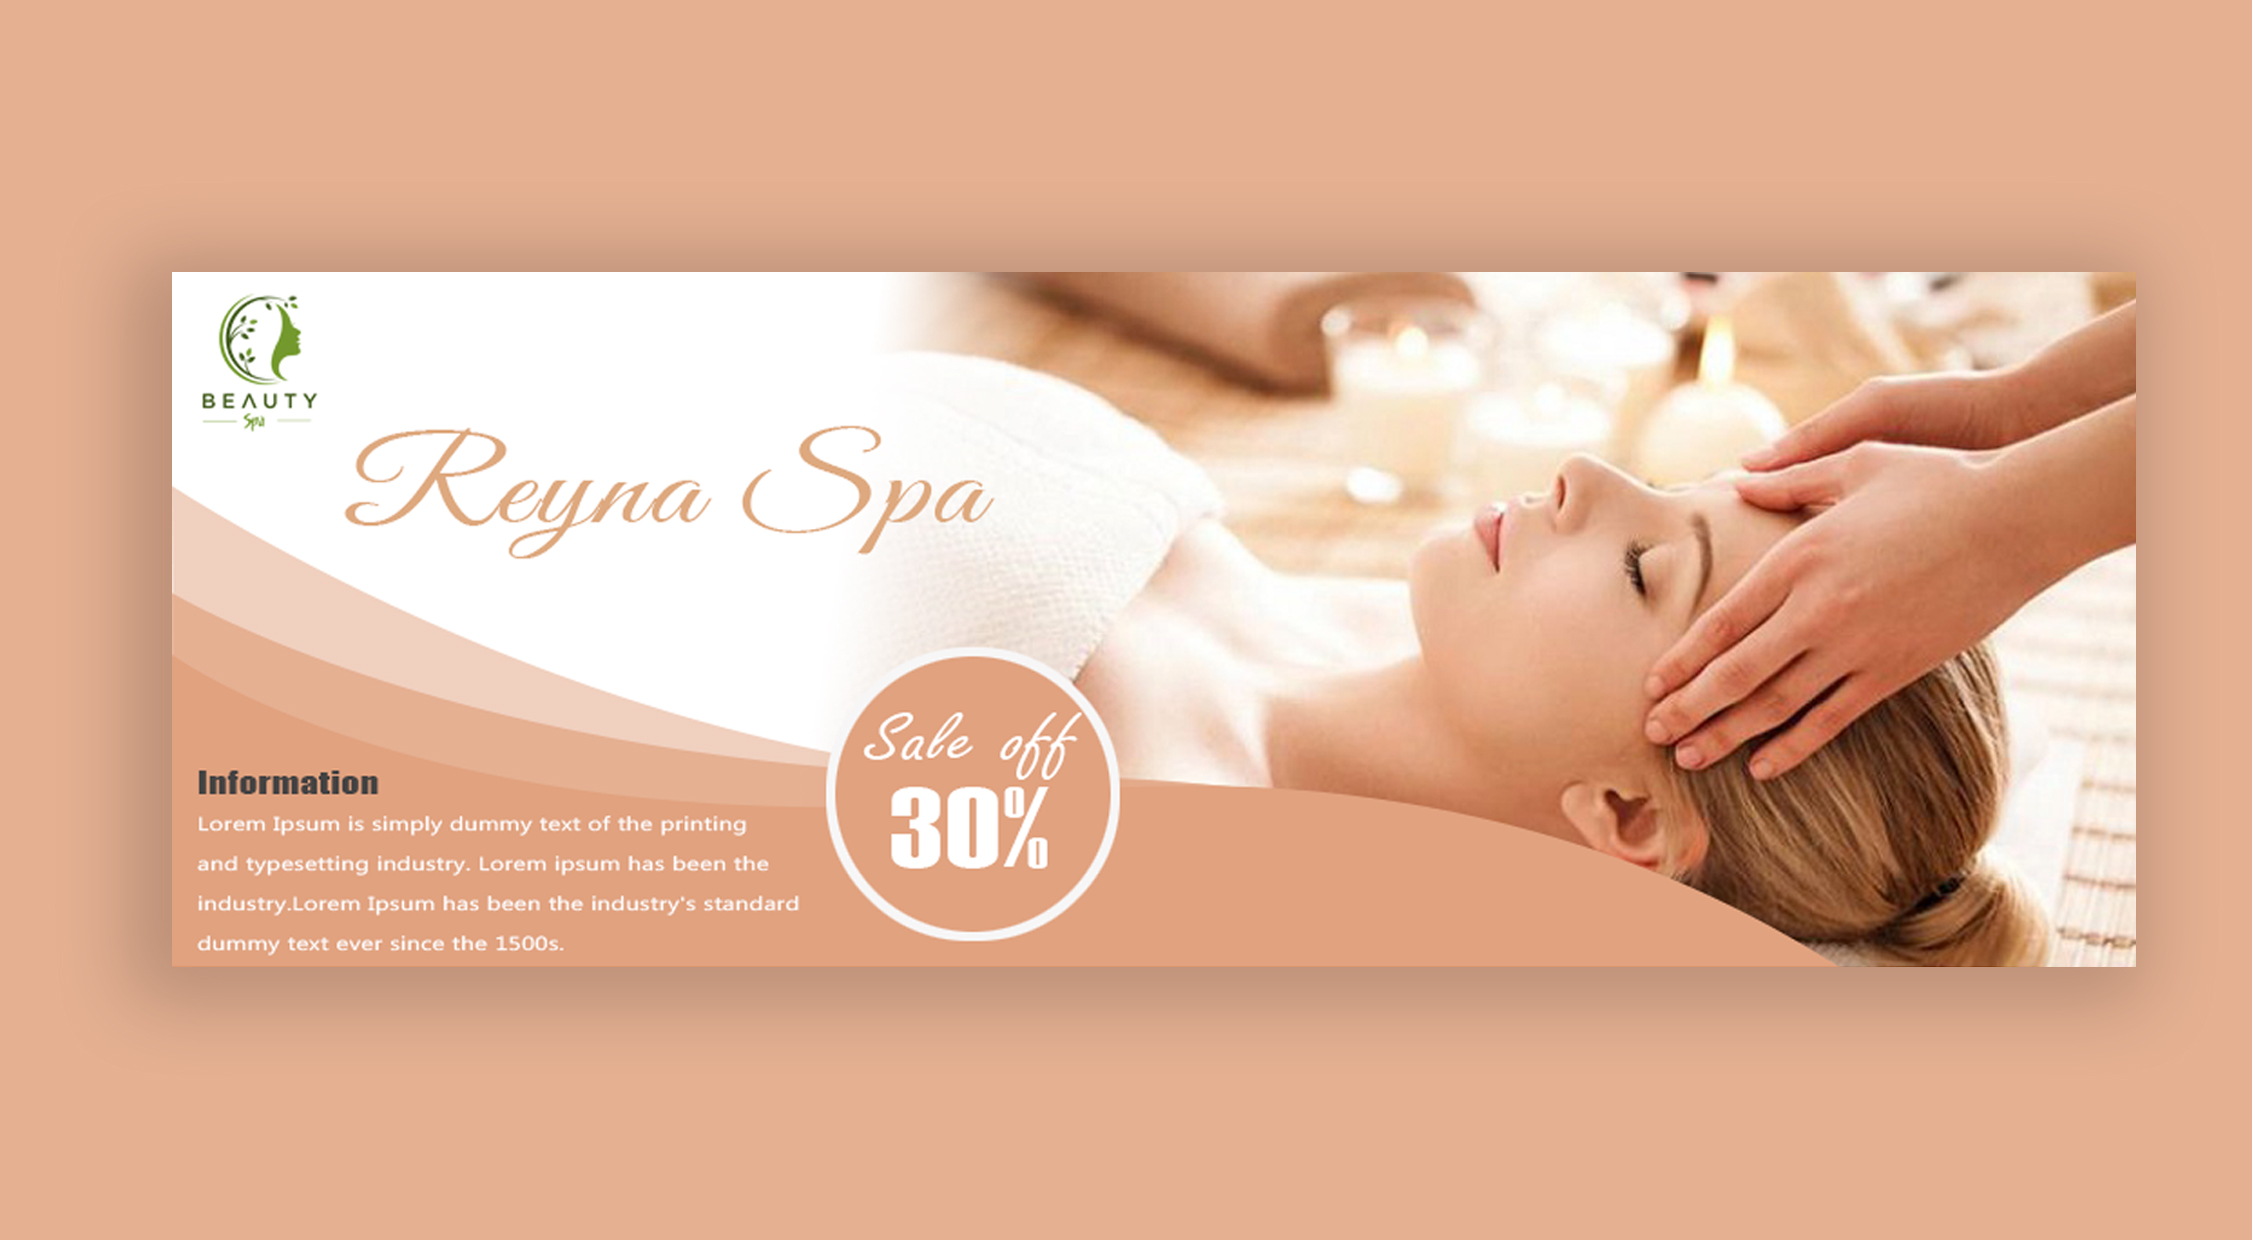 BEAUTY
Spa
Reyna Spa
Sale off
30%
Information
Lorem Ipsum is simply dummy text of the printing
and typesetting industry. Lorem ipsum has been the
industry.Lorem Ipsum has been the industry's standard
dummy text ever since the 1500s.